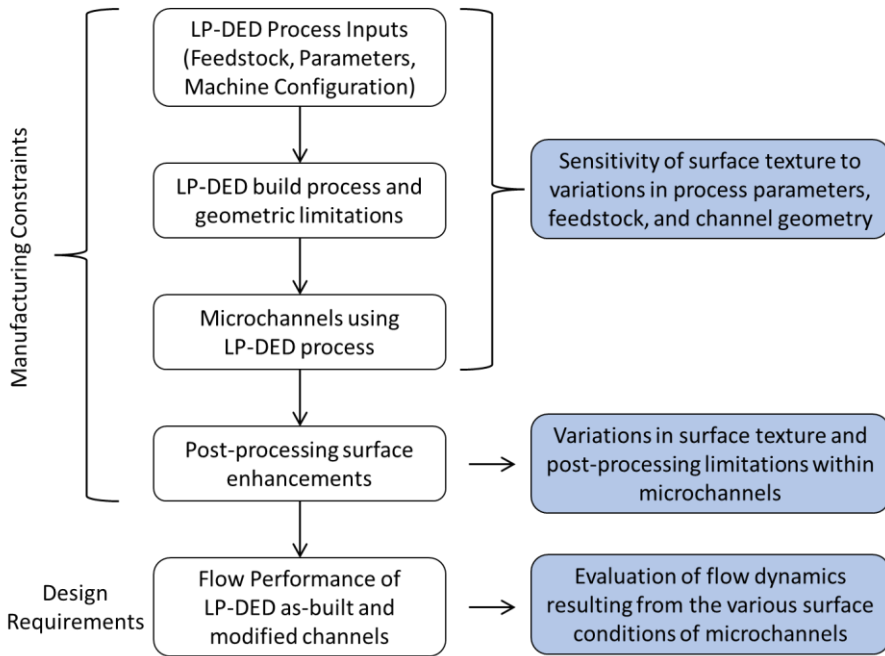 Manufacturing Constraints
LP-DED Process Inputs
(Feedstock, Parameters,
Machine Configuration)
LP-DED build process and
geometric limitations
Microchannels using
LP-DED process
Sensitivity of surface texture to
variations in process parameters,
feedstock, and channel geometry
Post-processing surface
enhancements
Variations in surface texture and
post-processing limitations within
microchannels
Design
Requirements
Flow Performance of
LP-DED as-built and
modified channels
Evaluation of flow dynamics
resulting from the various surface
conditions of microchannels